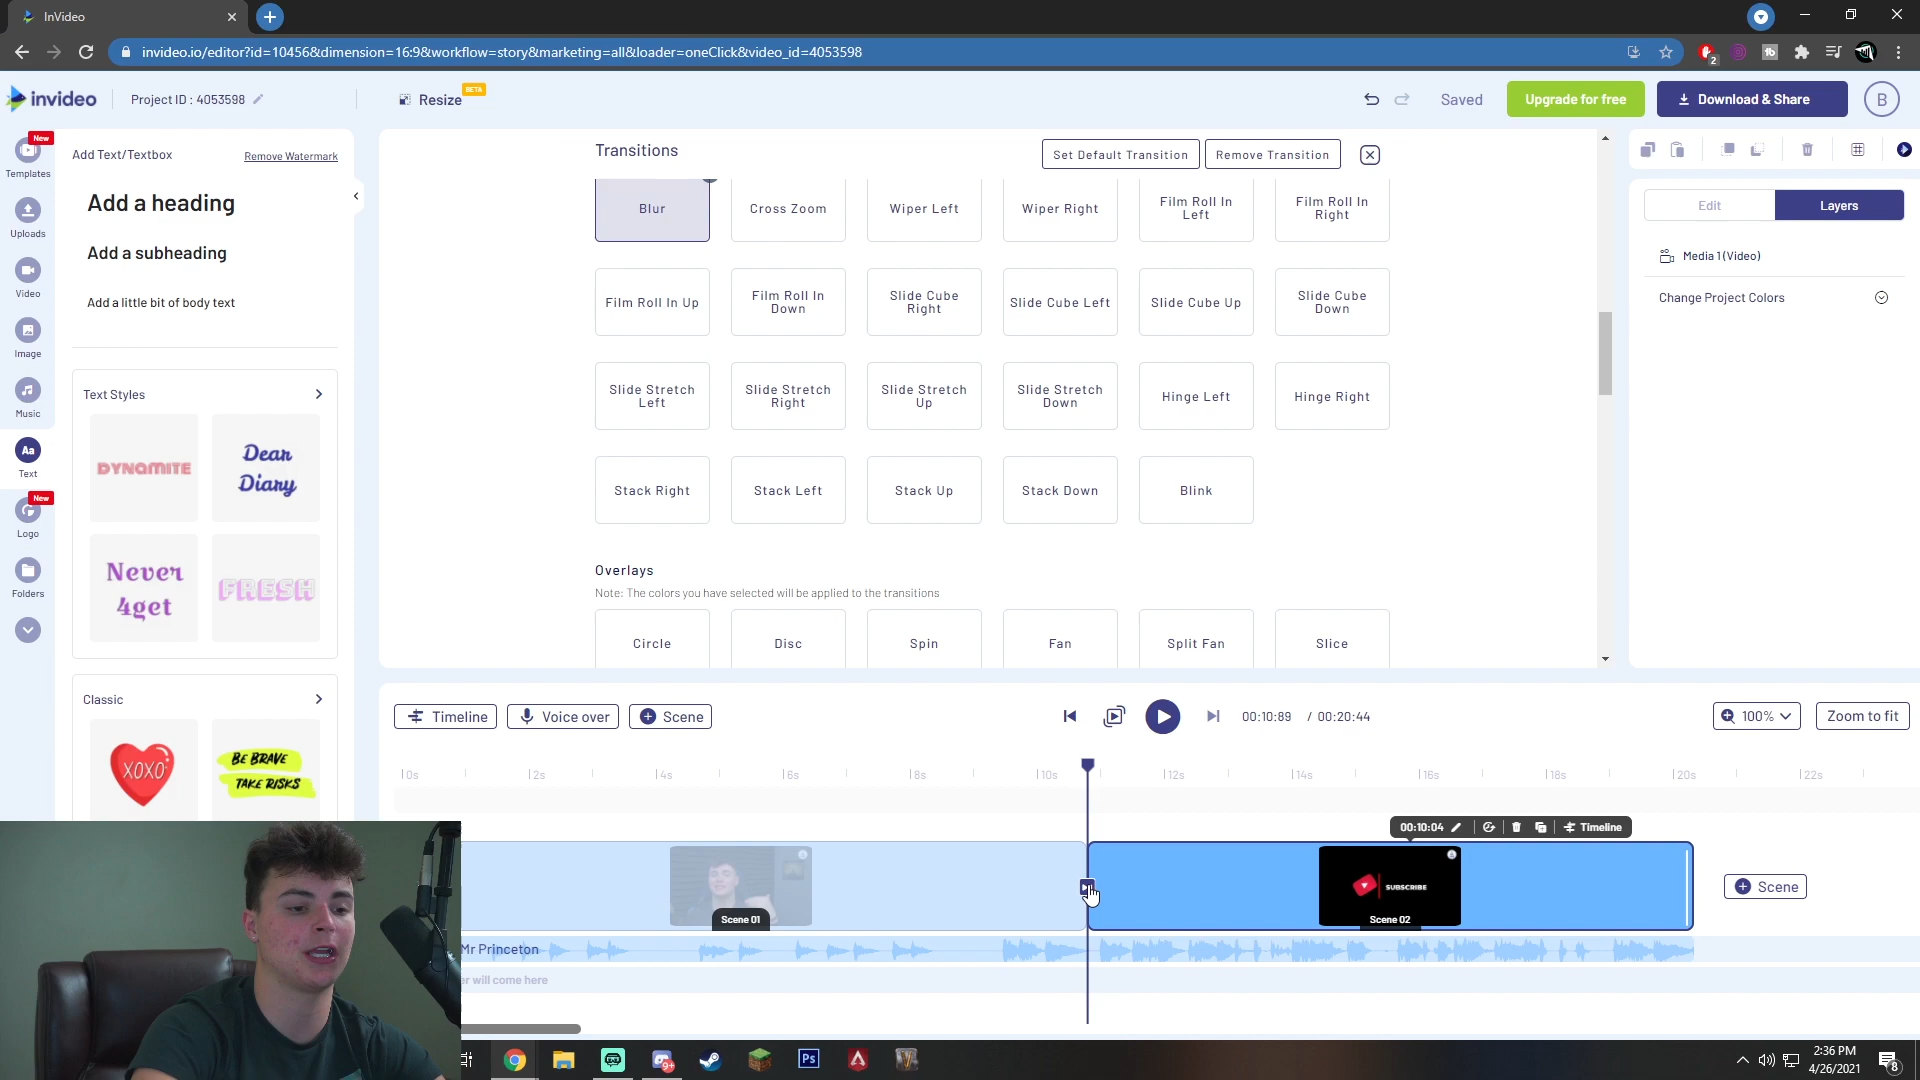 InVideo
invideo.io/editor?id=10456&dimension=16:9&workflow=story&marketing=all&loader=oneClick&video_id=4053598
2
invideo
Project ID : 4053598
Resize
BETA
Saved
Upgrade for free
Download & Share
B
New
Templates
Uploads
Video
Image
Music
Aa
Text
New
Logo
Folders
Add Text/Textbox
Remove Watermark
Add a heading
Add a subheading
Add a little bit of body text
Text Styles
DYNAMITE
Dear
Diary
Never
4get
FRESH
Classic
XOXO
BE BRAVE
TAKE RISKS
Transitions
Set Default Transition
Remove Transition
Blur
Cross Zoom
Wiper Left
Wiper Right
Film Roll In
Left
Film Roll In
Right
Film Roll In Up
Film Roll In
Down
Slide Cube
Right
Slide Cube Left
Slide Cube Up
Slide Cube
Down
Slide Stretch
Left
Slide Stretch
Right
Slide Stretch
Up
Slide Stretch
Down
Hinge Left
Hinge Right
Stack Right
Stack Left
Stack Up
Stack Down
Blink
Overlays
Note: The colors you have selected will be applied to the transitions
Circle
Disc
Spin
Fan
Split Fan
Slice
Edit
Layers
Media 1 (Video)
Change Project Colors
Timeline
Voice over
Scene
00:10:89 / 00:20:44
100%
Zoom to fit
0s
2s
4s
6s
8s
10s
12s
14s
16s
18s
20s
22s
00:10:04
Timeline
Scene 01
SUBSCRIBE
Scene 02
Scene
Mr Princeton
er will come here
9+
Ps
2:36 PM
4/26/2021
8